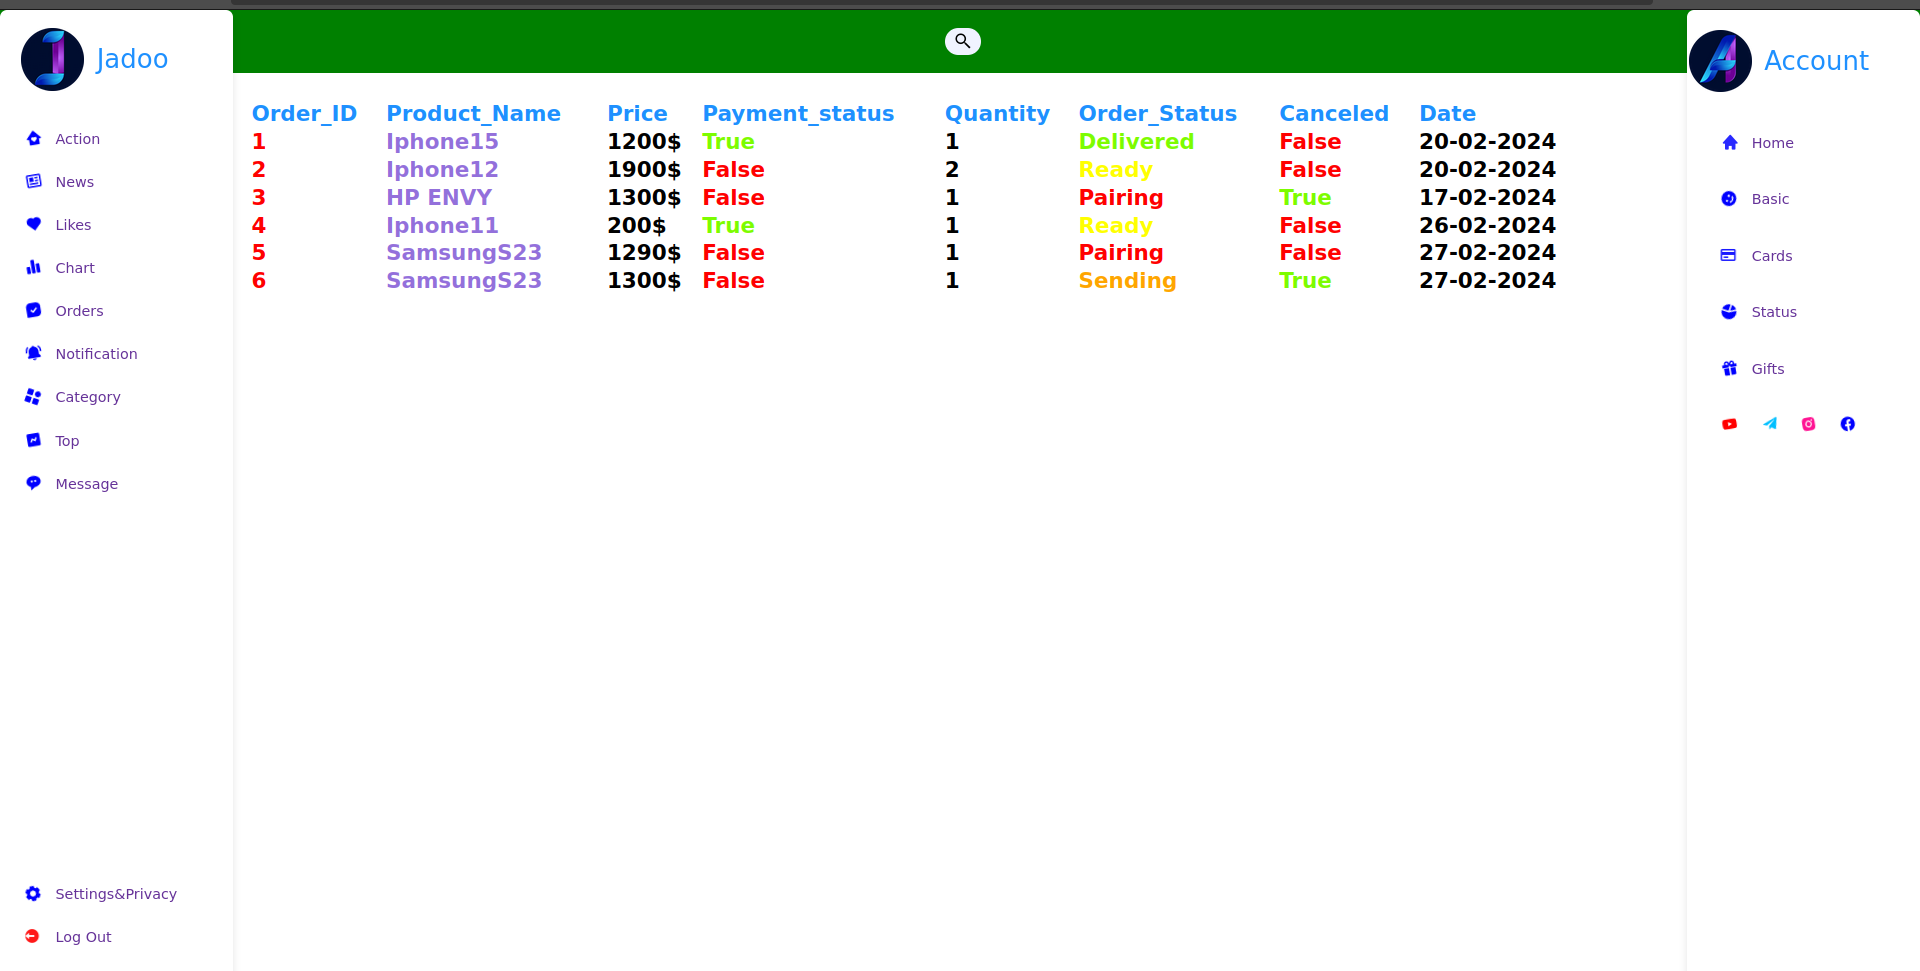 Jadoo
Action
News
Likes
Chart
Orders
Notification
Category
Top
Message
Settings&Privacy
Log Out
Order_ID Product_Name Price Payment_status Quantity Order_Status Canceled Date
1 Iphone15 1200$ True 1 Delivered False 20-02-2024
2 Iphone12 1900$ False 2 Ready False 20-02-2024
3 HP ENVY 1300$ False 1 Pairing True 17-02-2024
4 Iphone11 200$ True 1 Ready False 26-02-2024
5 SamsungS23 1290$ False 1 Pairing False 27-02-2024
6 SamsungS23 1300$ False 1 Sending True 27-02-2024
Account
Home
Basic
Cards
Status
Gifts